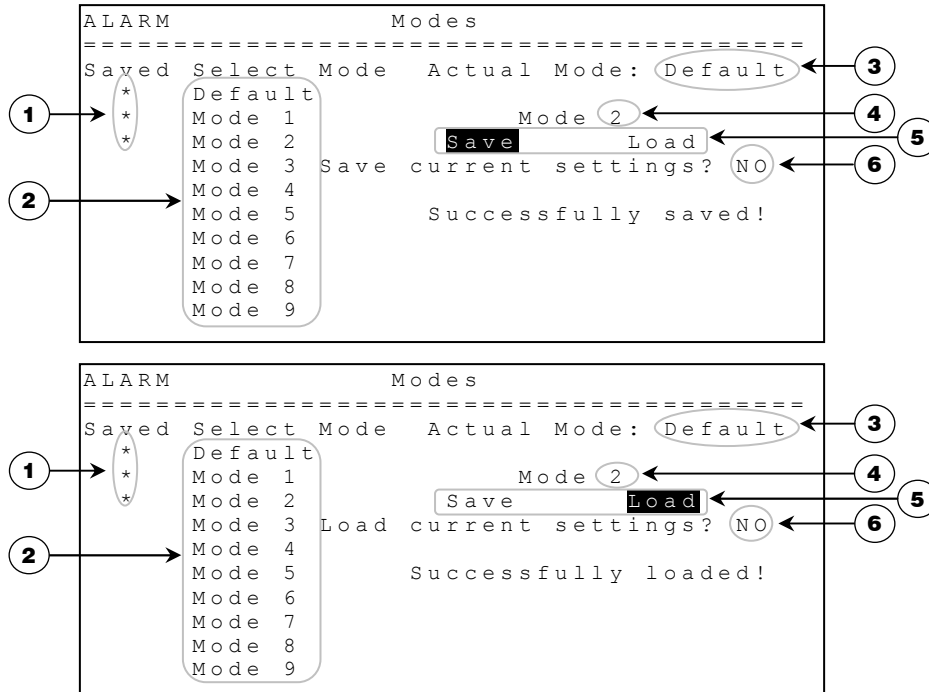 ALARM Modes
========================================
Saved Select Mode Actual Mode: Default 3
* Default
1 * Mode 1 Mode 2 4
* Mode 2 Save Load 5
Mode 3 Save current settings? NO 6
2 Mode 4
Mode 5 Successfully saved!
Mode 6
Mode 7
Mode 8
Mode 9
ALARM Modes
========================================
Saved Select Mode Actual Mode: Default 3
* Default
1 * Mode 1 Mode 2 4
* Mode 2 Save Load 5
Mode 3 Load current settings? NO 6
2 Mode 4
Mode 5 Successfully loaded!
Mode 6
Mode 7
Mode 8
Mode 9